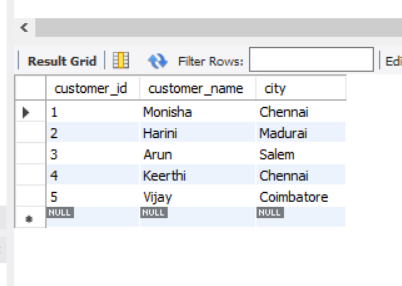 Result Grid Filter Rows: Edi
customer_id customer_name city
1 Monisha Chennai
2 Harini Madurai
3 Arun Salem
4 Keerthi Chennai
5 Vijay Coimbatore
NULL NULL NULL